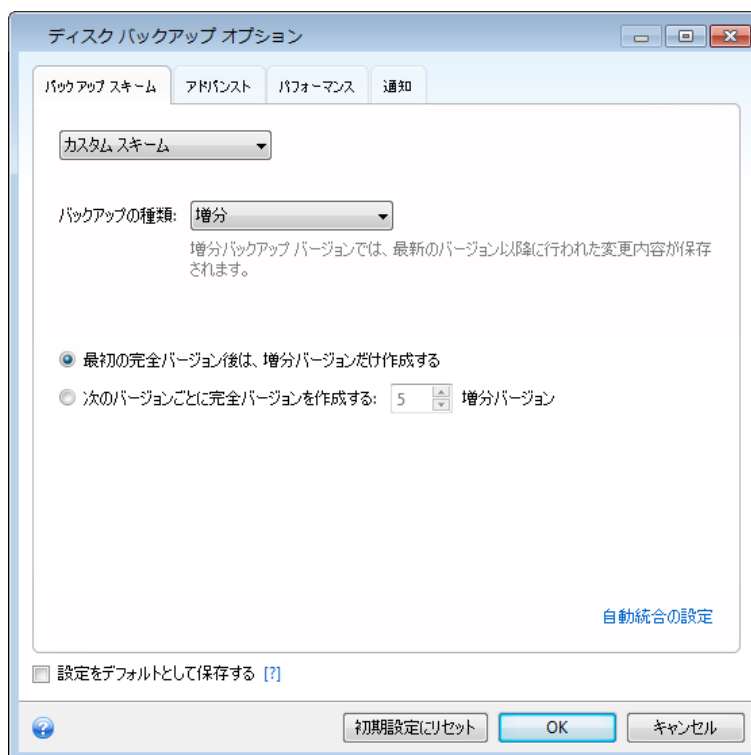 ディスク バックアップ オプション
バックアップ スキーム
アドバンスト
パフォーマンス
通知
カスタム スキーム
バックアップの種類:
増分
増分バックアップ バージョンでは、最新のバージョン以降に行われた変更内容が保存
されます。
最初の完全バージョン後は、増分バージョンだけ作成する
次のバージョンごとに完全バージョンを作成する: 5 増分バージョン
自動統合の設定
設定をデフォルトとして保存する [?]
初期設定にリセット
OK
キャンセル